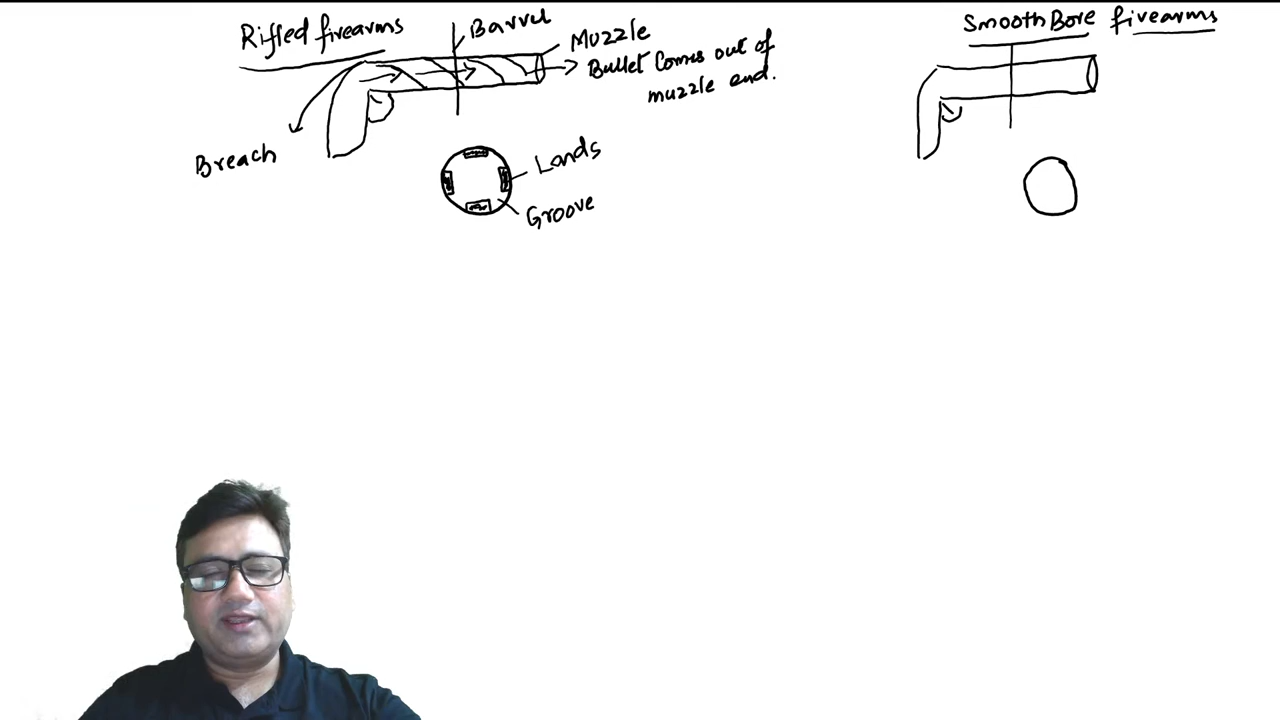 Rifled firearms
Barrel
Muzzle
Bullet Comes out of
muzzle end.
Breach
Lands
Groove
Smooth Bore firearms